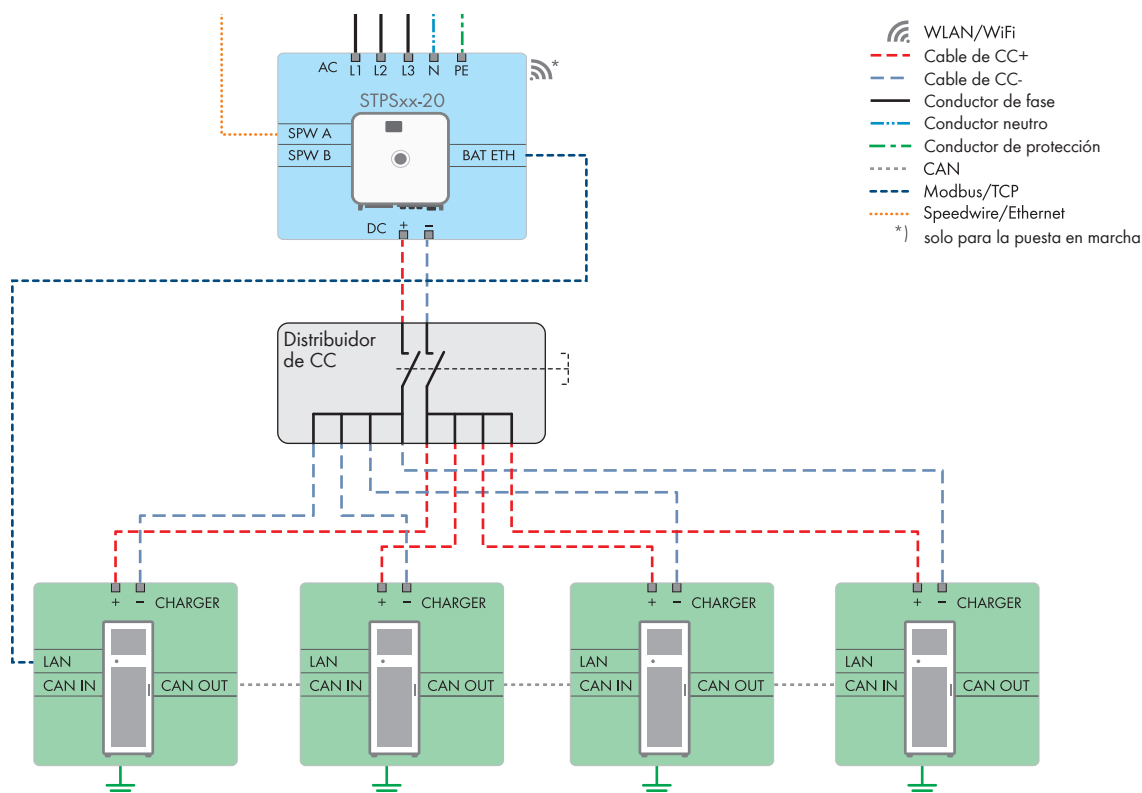 AC L1 L2 L3 N PE *
STPSxx-20
SPW A
SPW B
BAT ETH
DC + −
WLAN/WiFi
Cable de CC+
Cable de CC-
Conductor de fase
Conductor neutro
Conductor de protección
CAN
Modbus/TCP
Speedwire/Ethernet
*) solo para la puesta en marcha
Distribuidor
de CC
+ − CHARGER
LAN
CAN IN
CAN OUT
+ − CHARGER
LAN
CAN IN
CAN OUT
+ − CHARGER
LAN
CAN IN
CAN OUT
+ − CHARGER
LAN
CAN IN
CAN OUT